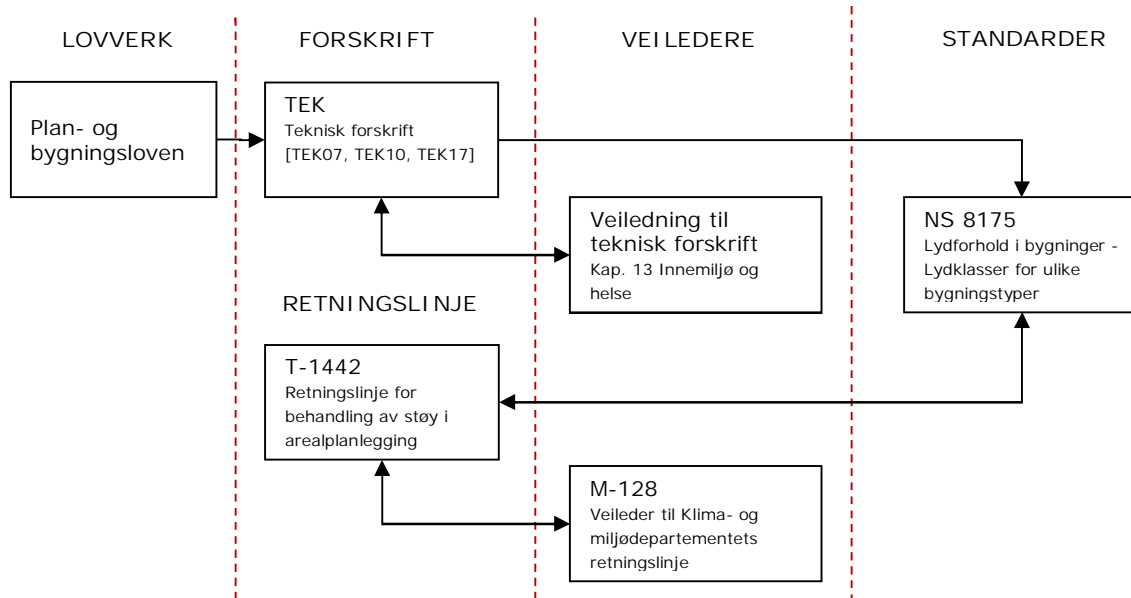 LOVVERK
FORSKRIFT
VEILEDERE
STANDARDER
Plan- og
bygningsloven
TEK
Teknisk forskrift
[TEK07, TEK10, TEK17]
Veiledning til
teknisk forskrift
Kap. 13 Innemiljø og
helse
NS 8175
Lydforhold i bygninger -
Lydklasser for ulike
bygningstyper
RETNINGSLINJE
T-1442
Retningslinje for
behandling av støy i
arealplanlegging
M-128
Veileder til Klima- og
miljødepartementets
retningslinje